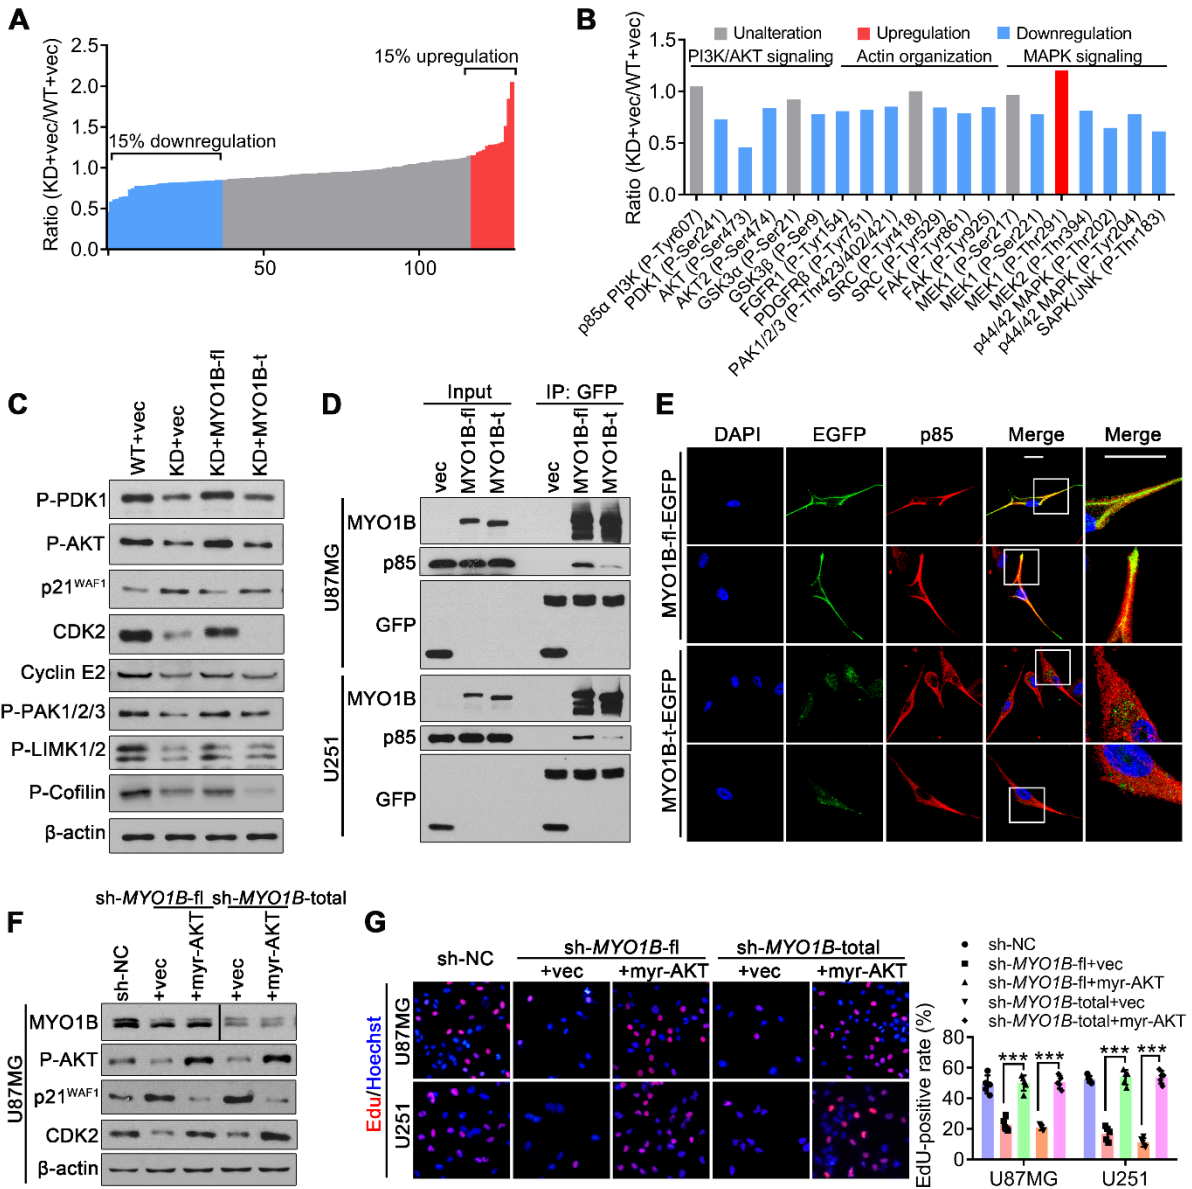 A
Ratio (KD+vec/WT+vec)
2.5
2.0
1.5
1.0
0.5
0.0
15% downregulation
15% upregulation
50
100
B
Unalteration
Upregulation
Downregulation
PI3K/AKT signaling
Actin organization
MAPK signaling
Ratio (KD+vec/WT+vec)
1.5
1.0
0.5
0.0
p85α PI3K (P-Tyr607)
PDK1 (P-Ser241)
AKT (P-Ser473)
AKT2 (P-Ser474)
GSK3α (P-Ser21)
GSK3β (P-Ser9)
FGFR1 (P-Tyr154)
PDGFRβ (P-Tyr751)
PAK1/2/3 (P-Thr423/402/421)
SRC (P-Tyr418)
SRC (P-Tyr529)
FAK (P-Tyr861)
FAK (P-Tyr925)
MEK1 (P-Ser217)
MEK1 (P-Ser221)
MEK1 (P-Thr291)
MEK2 (P-Thr394)
p44/42 MAPK (P-Thr202)
p44/42 MAPK (P-Tyr204)
SAPK/JNK (P-Thr183)
C
WT+vec
KD+vec
KD+MYO1B-fl
KD+MYO1B-t
P-PDK1
P-AKT
p21WAF1
CDK2
Cyclin E2
P-PAK1/2/3
P-LIMK1/2
P-Cofilin
β-actin
D
Input
IP: GFP
vec
MYO1B-fl
MYO1B-t
vec
MYO1B-fl
MYO1B-t
U87MG
MYO1B
p85
GFP
U251
MYO1B
p85
GFP
E
DAPI
EGFP
p85
Merge
Merge
MYO1B-fl-EGFP
MYO1B-t-EGFP
F
sh-MYO1B-fl
sh-MYO1B-total
sh-NC
+vec
+myr-AKT
+vec
+myr-AKT
U87MG
MYO1B
P-AKT
p21WAF1
CDK2
β-actin
G
sh-NC
sh-MYO1B-fl
sh-MYO1B-total
+vec
+myr-AKT
+vec
+myr-AKT
Edu/Hoechst
U87MG
U251
sh-NC
sh-MYO1B-fl+vec
sh-MYO1B-fl+myr-AKT
sh-MYO1B-total+vec
sh-MYO1B-total+myr-AKT
EdU-positive rate (%)
80
60
40
20
0
***
***
***
***
U87MG
U251